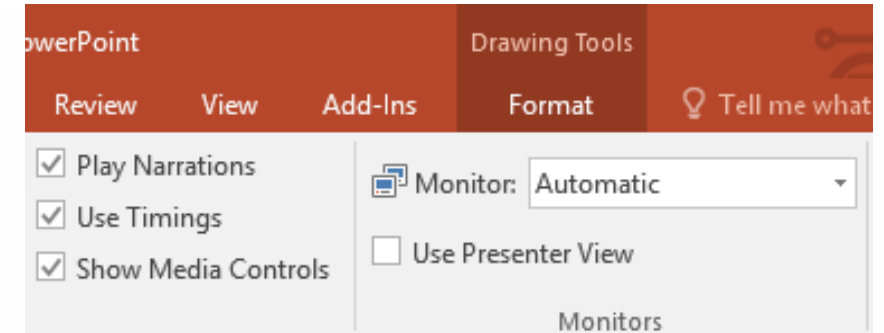 owerPoint
Drawing Tools
Review View Add-Ins Format Tell me what
Play Narrations
Monitor: Automatic
Use Timings
Use Presenter View
Show Media Controls
Monitors